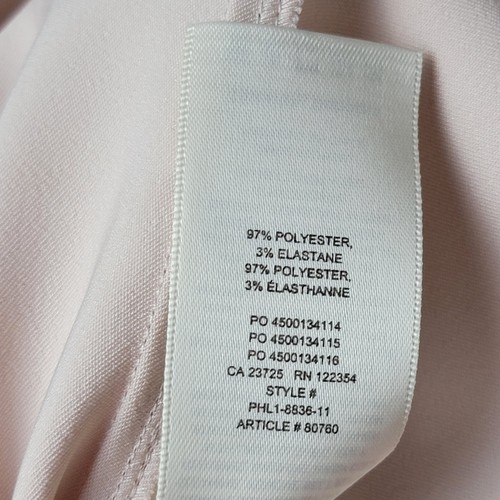 97% POLYESTER,
3% ELASTANE
97% POLYESTER,
3% ÉLASTHANNE
PO 4500134114
PO 4500134115
PO 4500134116
CA 23725 RN 122354
STYLE #
PHL1-8836-11
ARTICLE # 80760